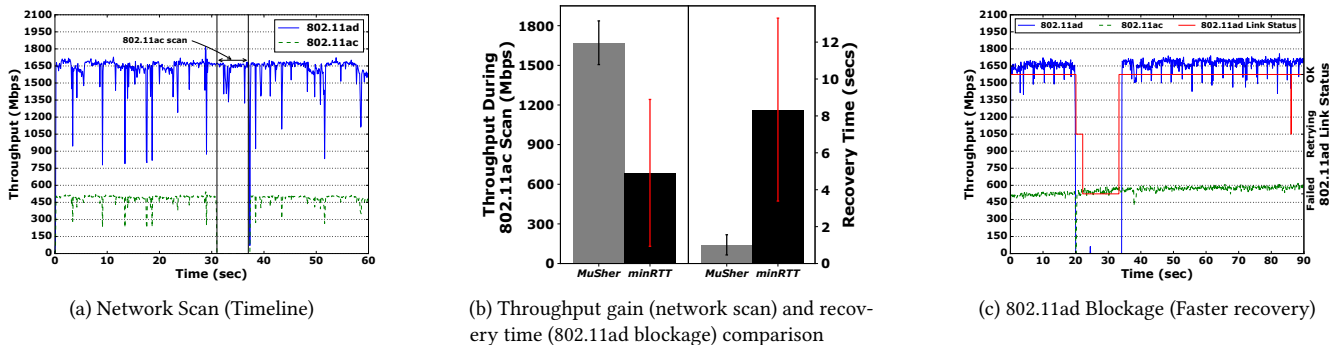 2100
1950
1800
1650
1500
1350
1200
1050
900
750
600
450
300
150
0
Throughput (Mbps)
802.11ad
802.11ac
802.11ac scan
0 10 20 30 40 50 60
Time (sec)
(a) Network Scan (Timeline)
1800
1500
1200
900
600
300
0
Throughput During
802.11ac Scan (Mbps)
12
10
8
6
4
2
0
Recovery Time (secs)
MuSher minRTT MuSher minRTT
(b) Throughput gain (network scan) and recov-
ery time (802.11ad blockage) comparison
2100
1950
1800
1650
1500
1350
1200
1050
900
750
600
450
300
150
0
Throughput (Mbps)
802.11ad 802.11ac 802.11ad Link Status
OK
Retrying
Failed
802.11ad Link Status
0 10 20 30 40 50 60 70 80 90
Time (sec)
(c) 802.11ad Blockage (Faster recovery)